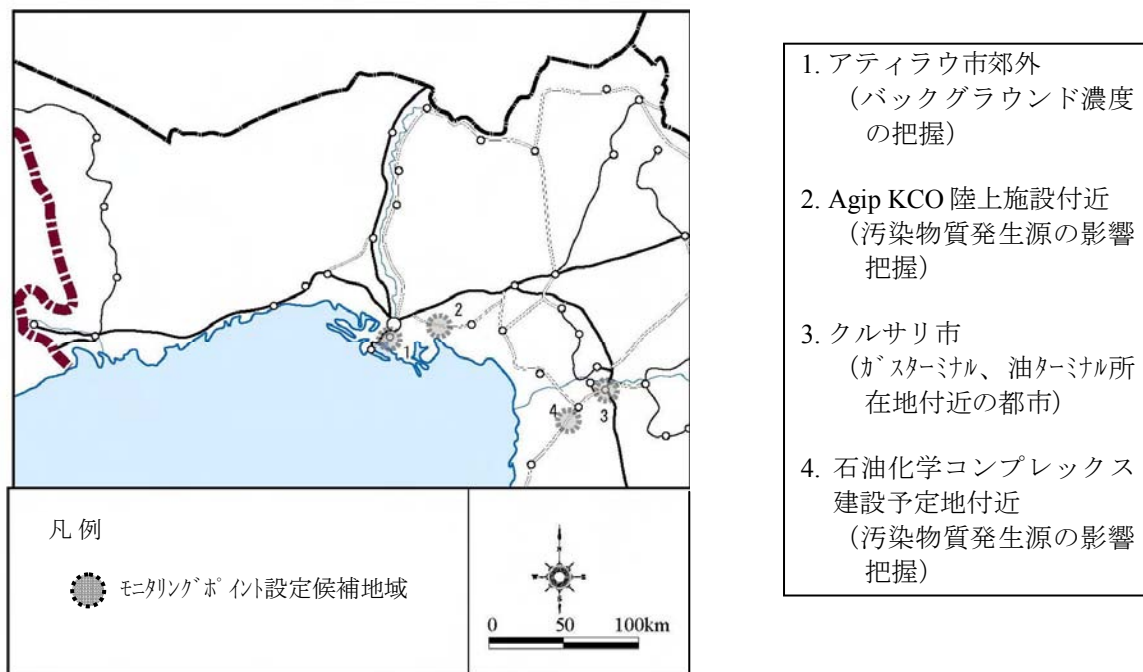 2
1
3
4
凡 例
ﾓﾆﾀﾘﾝｸﾞﾎﾟｲﾝﾄ設定候補地域
N
W
E
S
0 50 100km
1. アティラウ市郊外
（バックグラウンド濃度
の把握）
2. Agip KCO 陸上施設付近
（汚染物質発生源の影響
把握）
3. クルサリ市
（ｶﾞｽﾀｰﾐﾅﾙ、油ﾀｰﾐﾅﾙ所
在地付近の都市）
4. 石油化学コンプレックス
建設予定地付近
（汚染物質発生源の影響
把握）